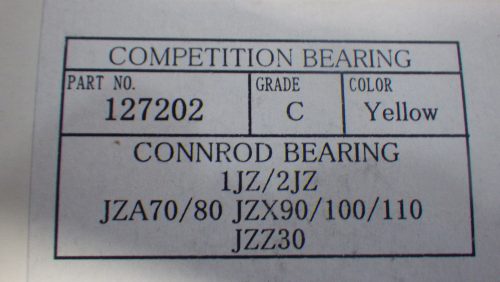 COMPETITION BEARING
PART NO. GRADE COLOR
127202 C Yellow
CONNROD BEARING
1JZ/2JZ
JZA70/80 JZX90/100/110
JZZ30